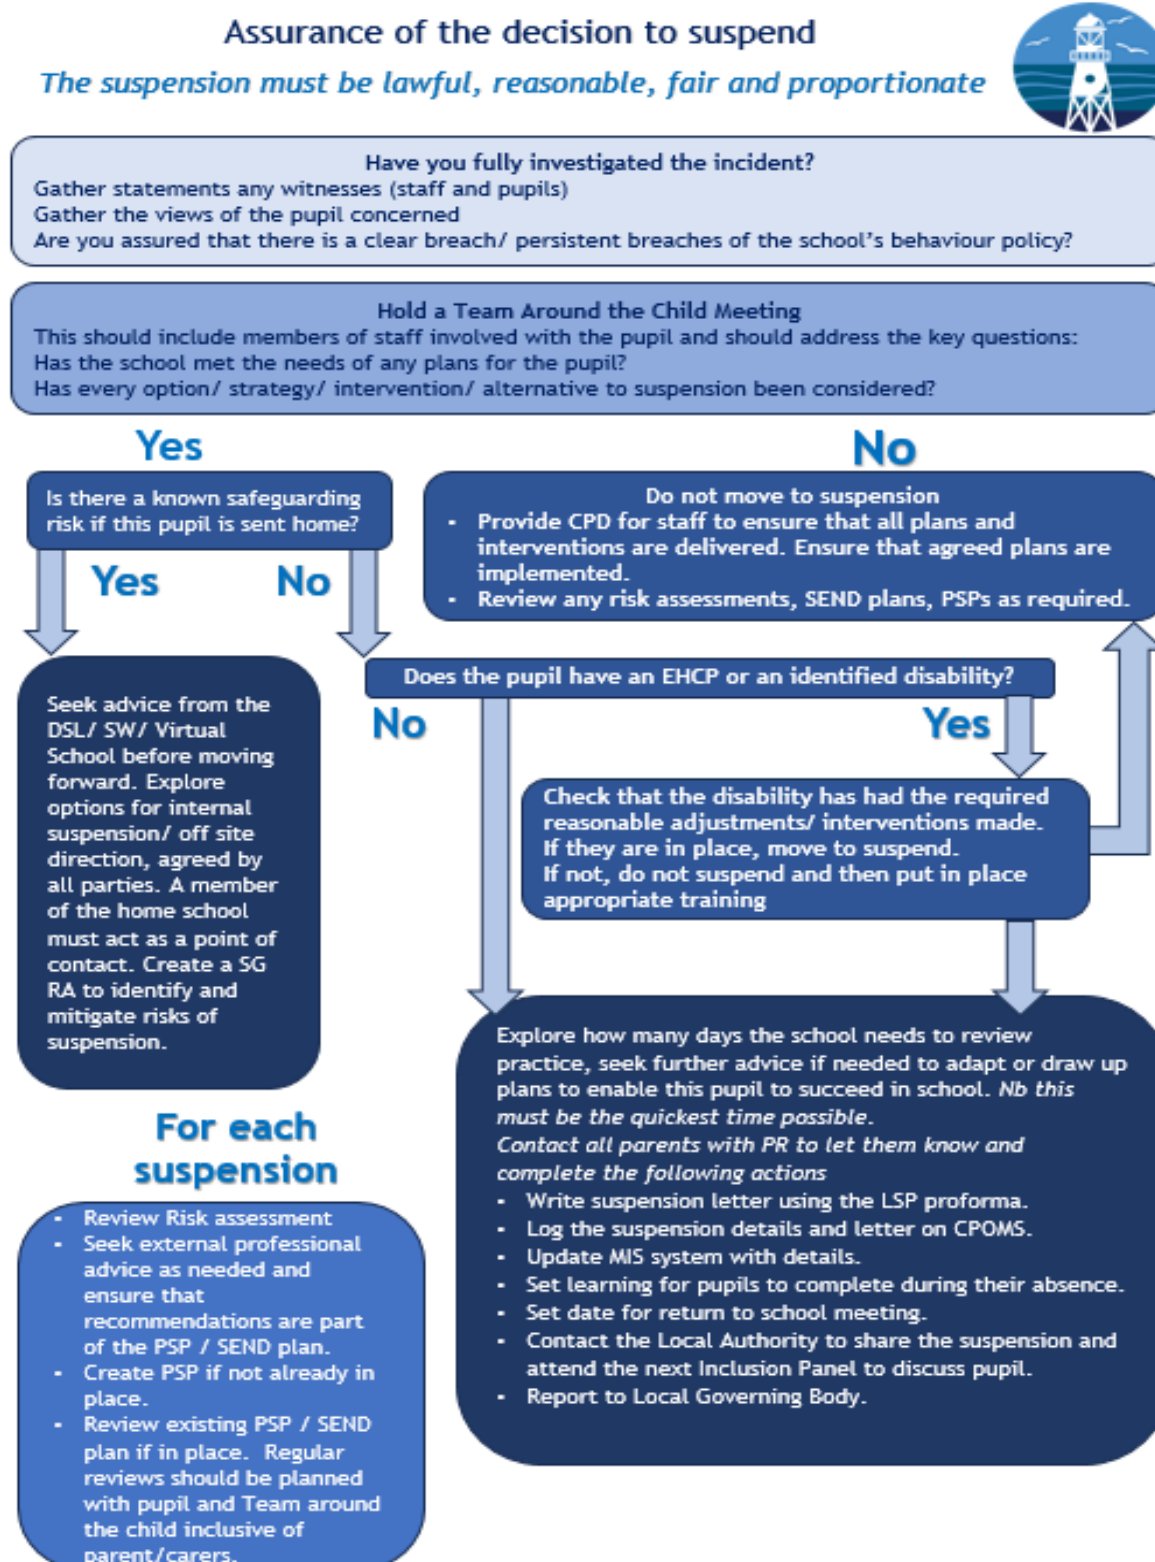 Assurance of the decision to suspend
The suspension must be lawful, reasonable, fair and proportionate
Have you fully investigated the incident?
Gather statements any witnesses (staff and pupils)
Gather the views of the pupil concerned
Are you assured that there is a clear breach/ persistent breaches of the school's behaviour policy?
Hold a Team Around the Child Meeting
This should include members of staff involved with the pupil and should address the key questions:
Has the school met the needs of any plans for the pupil?
Has every option/ strategy/ intervention/ alternative to suspension been considered?
Yes
No
Is there a known safeguarding
risk if this pupil is sent home?
Do not move to suspension
- Provide CPD for staff to ensure that all plans and
interventions are delivered. Ensure that agreed plans are
implemented.
- Review any risk assessments, SEND plans, PSPs as required.
Yes
No
Seek advice from the
DSL/ SW/ Virtual
School before moving
forward. Explore
options for internal
suspension/ off site
direction, agreed by
all parties. A member
of the home school
must act as a point of
contact. Create a SG
RA to identify and
mitigate risks of
suspension.
Does the pupil have an EHCP or an identified disability?
No
Yes
Check that the disability has had the required
reasonable adjustments/ interventions made.
If they are in place, move to suspend.
If not, do not suspend and then put in place
appropriate training
Explore how many days the school needs to review
practice, seek further advice if needed to adapt or draw up
plans to enable this pupil to succeed in school. Nb this
must be the quickest time possible.
Contact all parents with PR to let them know and
complete the following actions
- Write suspension letter using the LSP proforma.
- Log the suspension details and letter on CPOMS.
- Update MIS system with details.
- Set learning for pupils to complete during their absence.
- Set date for return to school meeting.
- Contact the Local Authority to share the suspension and
attend the next Inclusion Panel to discuss pupil.
- Report to Local Governing Body.
For each
suspension
- Review Risk assessment
- Seek external professional
advice as needed and
ensure that
recommendations are part
of the PSP / SEND plan.
- Create PSP if not already in
place.
- Review existing PSP / SEND
plan if in place. Regular
reviews should be planned
with pupil and Team around
the child inclusive of
parent/carers.